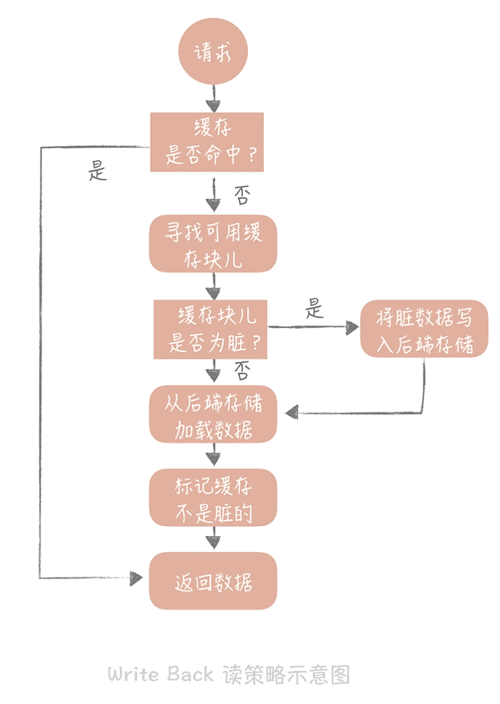 请求
缓存
是否命中？
是
否
寻找可用缓
存块儿
缓存块儿
是否为脏？
是
将脏数据写
入后端存储
否
从后端存储
加载数据
标记缓存
不是脏的
返回数据
Write Back 读策略示意图